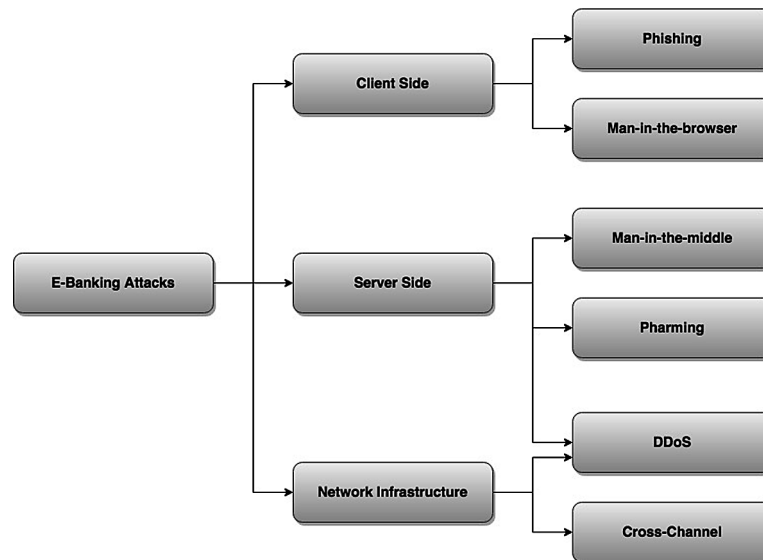 Phishing
Client Side
Man-in-the-browser
Man-in-the-middle
E-Banking Attacks
Server Side
Pharming
DDoS
Network Infrastructure
Cross-Channel